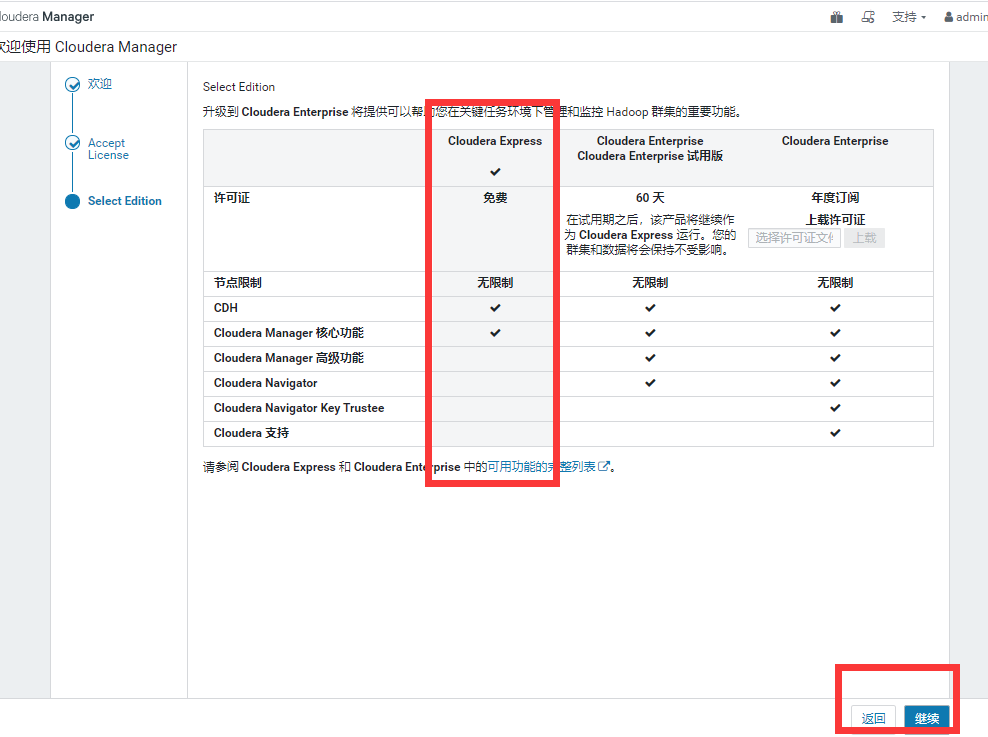 loudera Manager
支持
admin
欢迎使用 Cloudera Manager
欢迎
Accept
License
Select Edition
Select Edition
升级到 Cloudera Enterprise 将提供可以帮助您在关键任务环境下管理和监控 Hadoop 群集的重要功能。
Cloudera Express
Cloudera Enterprise
Cloudera Enterprise 试用版
Cloudera Enterprise
许可证
免费
60 天
在试用期之后，该产品将继续作
为 Cloudera Express 运行。您的
群集和数据将会保持不受影响。
年度订阅
上载许可证
选择许可证文件
上载
节点限制 无限制 无限制 无限制
CDH
Cloudera Manager 核心功能
Cloudera Manager 高级功能
Cloudera Navigator
Cloudera Navigator Key Trustee
Cloudera 支持
请参阅 Cloudera Express 和 Cloudera Enterprise 中的可用功能的完整列表。
返回 继续